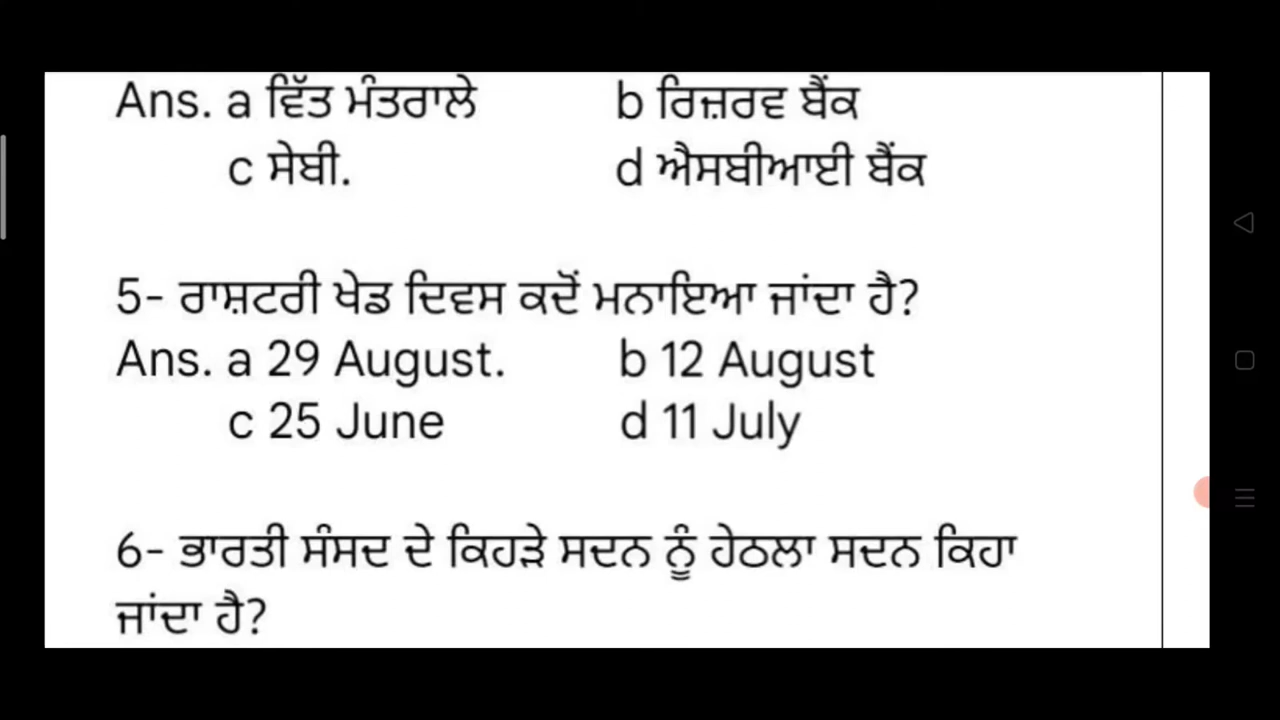 Ans. a ਵਿੱਤ ਮੰਤਰਾਲੇ b ਰਿਜ਼ਰਵ ਬੈਂਕ
c ਸੇਬੀ. d ਐਸਬੀਆਈ ਬੈਂਕ
5- ਰਾਸ਼ਟਰੀ ਖੇਡ ਦਿਵਸ ਕਦੋਂ ਮਨਾਇਆ ਜਾਂਦਾ ਹੈ?
Ans. a 29 August. b 12 August
c 25 June d 11 July
6- ਭਾਰਤੀ ਸੰਸਦ ਦੇ ਕਿਹੜੇ ਸਦਨ ਨੂੰ ਹੇਠਲਾ ਸਦਨ ਕਿਹਾ
ਜਾਂਦਾ ਹੈ?